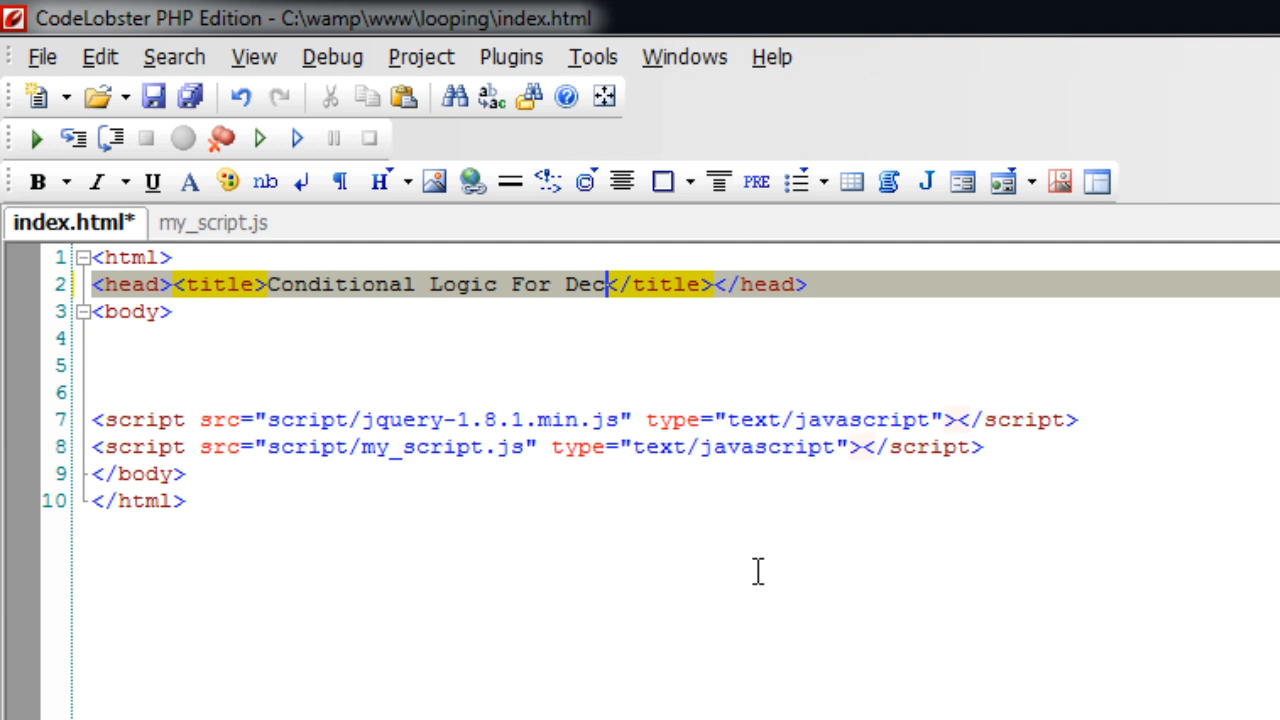 CodeLobster PHP Edition - C:\wamp\www\looping\index.html
File Edit Search View Debug Project Plugins Tools Windows Help
B I U A nb ¶ H PRE J
index.html* my_script.js
1 <html>
2 <head><title>Conditional Logic For Dec</title></head>
3 <body>
4
5
6
7 <script src="script/jquery-1.8.1.min.js" type="text/javascript"></script>
8 <script src="script/my_script.js" type="text/javascript"></script>
9 </body>
10 </html>